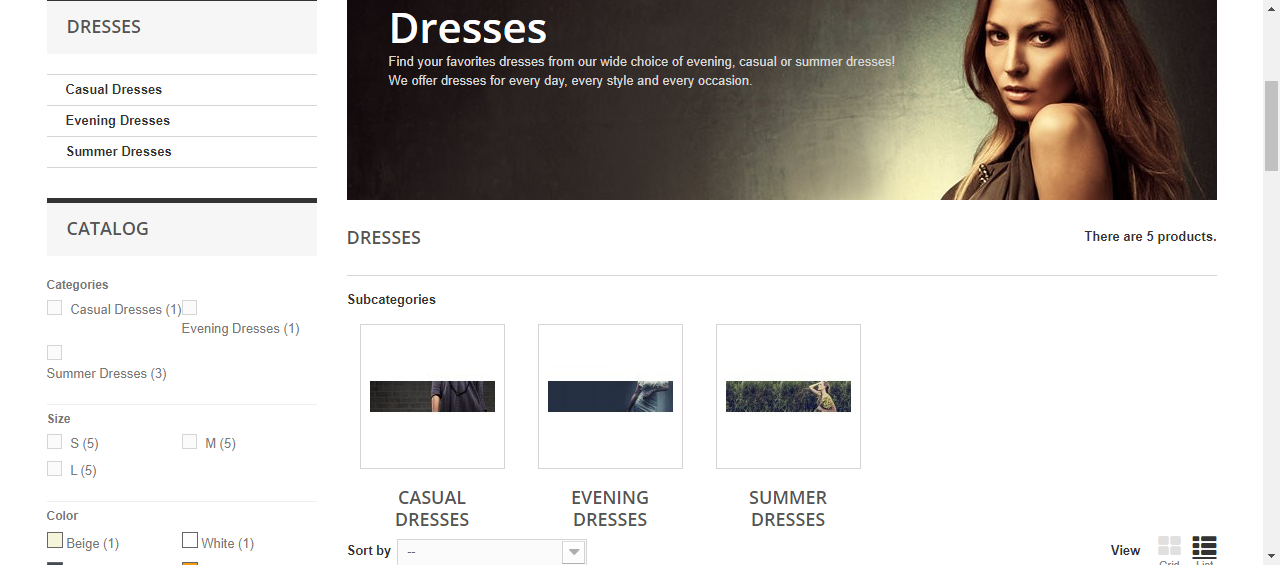 DRESSES
Casual Dresses
Evening Dresses
Summer Dresses
CATALOG
Categories
Casual Dresses (1)
Evening Dresses (1)
Summer Dresses (3)
Size
S (5)
M (5)
L (5)
Color
Beige (1)
White (1)
Dresses
Find your favorites dresses from our wide choice of evening, casual or summer dresses!
We offer dresses for every day, every style and every occasion.
DRESSES
There are 5 products.
Subcategories
CASUAL
DRESSES
EVENING
DRESSES
SUMMER
DRESSES
Sort by
--
View
Grid
List